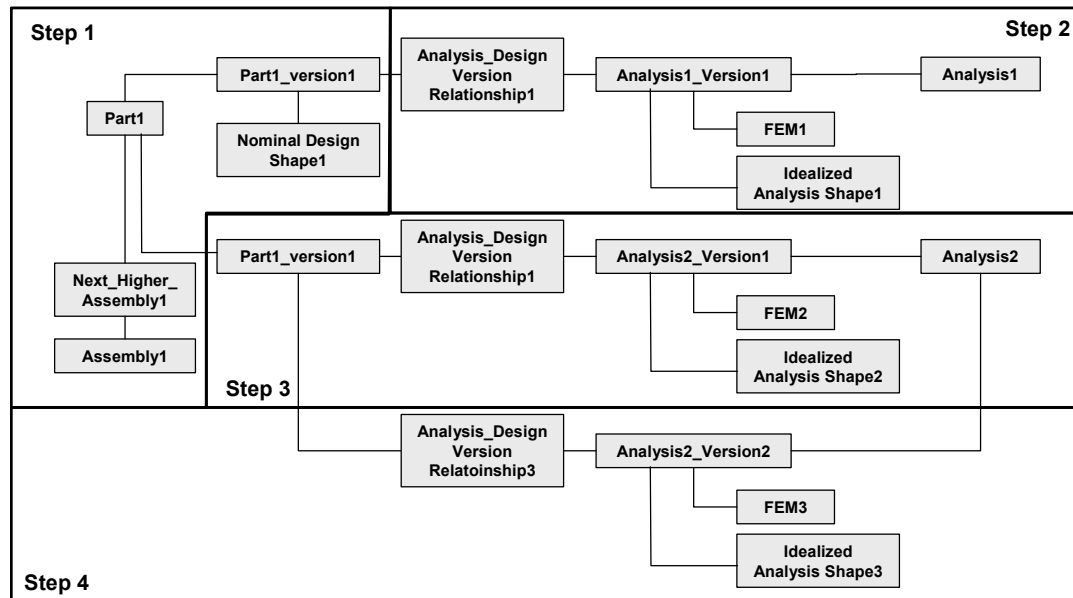 Step 1
Step 2
Part1_version1
Analysis_Design
Version
Relationship1
Analysis1_Version1
Analysis1
Part1
Nominal Design
Shape1
FEM1
Idealized
Analysis Shape1
Part1_version1
Analysis_Design
Version
Relationship1
Analysis2_Version1
Analysis2
Next_Higher_
Assembly1
FEM2
Assembly1
Idealized
Analysis Shape2
Step 3
Analysis_Design
Version
Relatoinship3
Analysis2_Version2
FEM3
Idealized
Analysis Shape3
Step 4